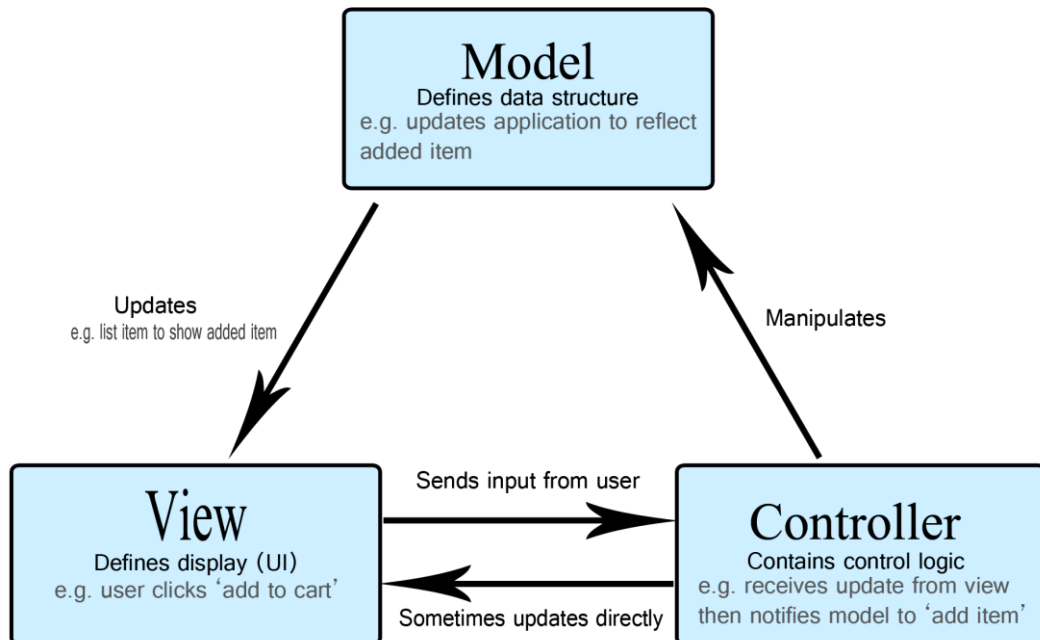 Model
Defines data structure
e.g. updates application to reflect
added item
Updates
e.g. list item to show added item
Manipulates
View
Defines display (UI)
e.g. user clicks ‘add to cart’
Sends input from user
Sometimes updates directly
Controller
Contains control logic
e.g. receives update from view
then notifies model to ‘add item’